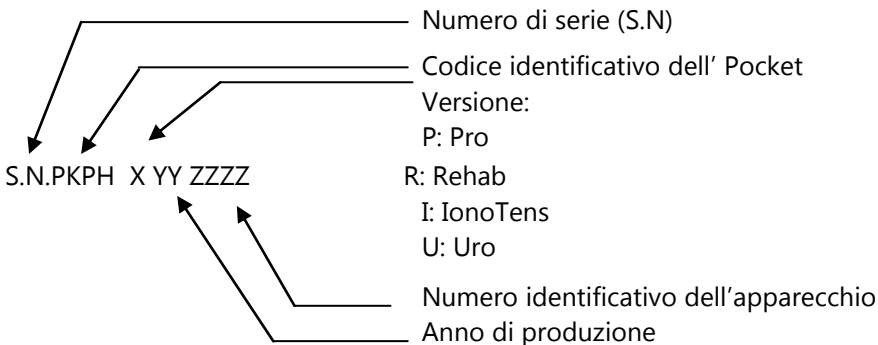 Numero di serie (S.N)
Codice identificativo dell’ Pocket
Versione:
P: Pro
S.N.PKPH X YY ZZZZ R: Rehab
I: IonoTens
U: Uro
Numero identificativo dell’apparecchio
Anno di produzione